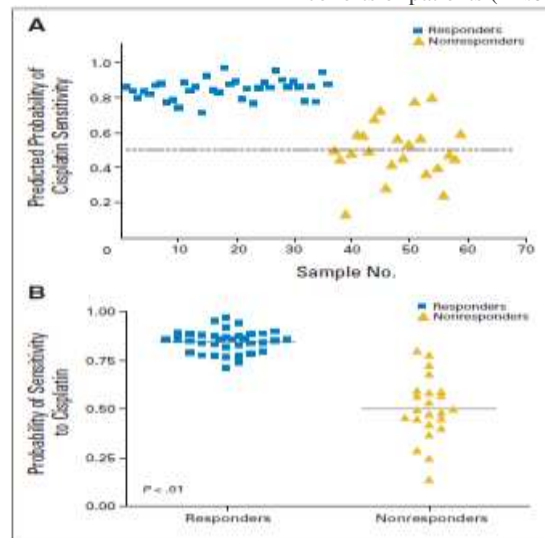 A
Responders
Nonresponders
Predicted Probability of
Cisplatin Sensitivity
1.0
0.8
0.6
0.4
0.2
0
10 20 30 40 50 60 70
Sample No.
B
Responders
Nonresponders
Probability of Sensitivity
to Cisplatin
1.00
0.75
0.50
0.25
0.00
P < .01
Responders Nonresponders